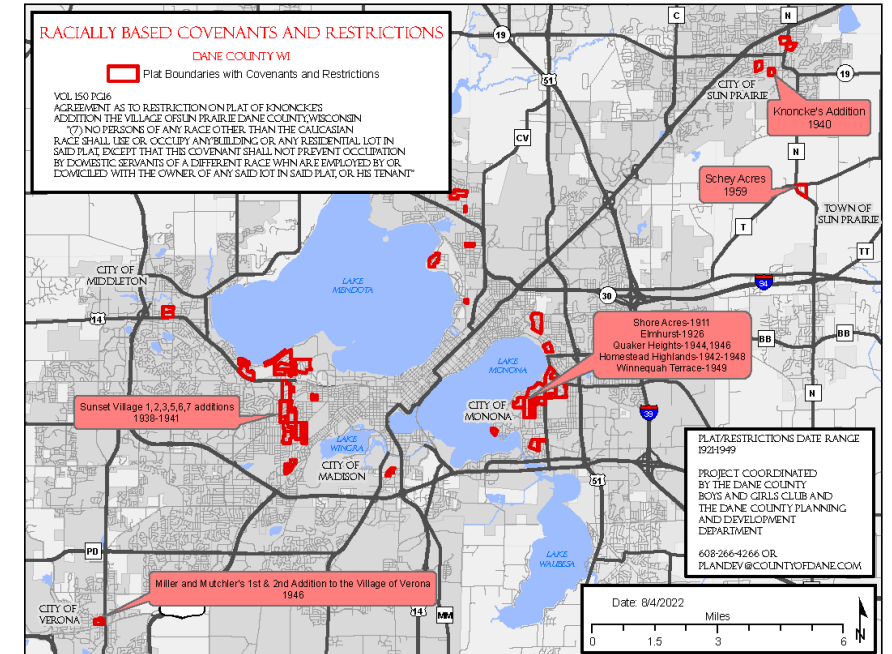 RACIALLY BASED COVENANTS AND RESTRICTIONS
DANE COUNTY WI
Plat Boundaries with Covenants and Restrictions
VOL 150 PG16
AGREEMENT AS TO RESTRICTION ON PLAT OF KNONCKE'S
ADDITION THE VILLAGE OFSUN PRAIRIE DANE COUNTY,WISCONSIN
"(7) NO PERSONS OF ANY RACE OTHER THAN THE CAUCASIAN
RACE SHALL USE OR OCCUPY ANYBUILDING OR ANY RESIDENTIAL LOT IN
SAID PLAT, EXCEPT THAT THIS COVENANT SHALL NOT PREVENT OCCUPATION
BY DOMESTIC SERVANTS OF A DIFFERENT RACE WHN ARE EMPLOYED BY OR
DOMICILED WITH THE OWNER OF ANY SAID LOT IN SAID PLAT, OR HIS TENANT"
C
N
19
51
CITY OF
SUN PRAIRIE
19
Knoncke's Addition
1940
CV
N
Schey Acres
1959
TOWN OF
SUN PRAIRIE
T
TT
CITY OF
MIDDLETON
LAKE
MENDOTA
94
30
14
Shore Acres-1911
Elmhurst-1926
Quaker Heights-1944,1946
Homestead Highlands-1942-1948
Winnequah Terrace-1949
BB
BB
LAKE
MONONA
N
Sunset Village 1,2,3,5,6,7 additions
1938-1941
CITY OF
MONONA
39
LAKE
WINGRA
CITY OF
MADISON
51
PLAT/RESTRICTIONS DATE RANGE
1921-1949
PROJECT COORDINATED
BY THE DANE COUNTY
BOYS AND GIRLS CLUB AND
THE DANE COUNTY PLANNING
AND DEVELOPMENT
DEPARTMENT
608-266-4266 OR
PLANDEV@COUNTYOFDANE.COM
PD
LAKE
WAUBESA
Miller and Mutchler's 1st & 2nd Addition to the Village of Verona
1946
CITY OF
VERONA
14
MM
Date: 8/4/2022
Miles
0 1.5 3 6
N